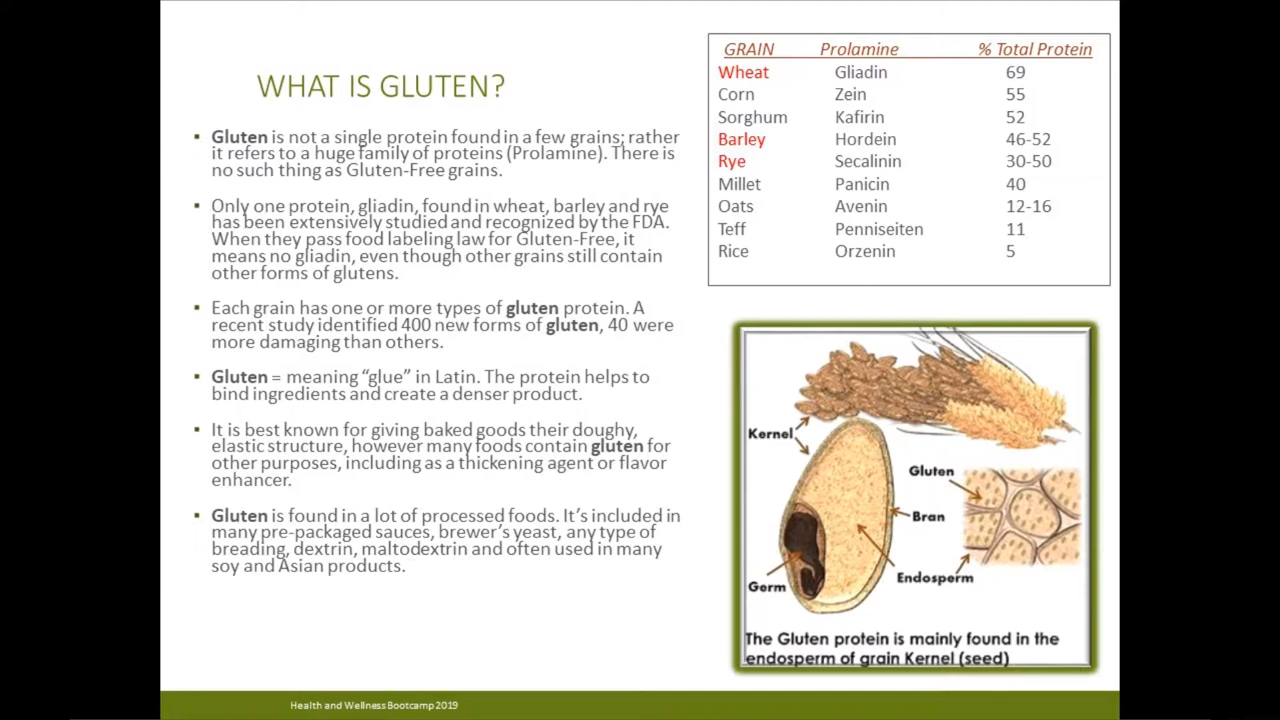 WHAT IS GLUTEN?
▪ Gluten is not a single protein found in a few grains; rather
it refers to a huge family of proteins (Prolamine). There is
no such thing as Gluten-Free grains.
▪ Only one protein, gliadin, found in wheat, barley and rye
has been extensively studied and recognized by the FDA.
When they pass food labeling law for Gluten-Free, it
means no gliadin, even though other grains still contain
other forms of glutens.
▪ Each grain has one or more types of gluten protein. A
recent study identified 400 new forms of gluten, 40 were
more damaging than others.
▪ Gluten = meaning “glue” in Latin. The protein helps to
bind ingredients and create a denser product.
▪ It is best known for giving baked goods their doughy,
elastic structure, however many foods contain gluten for
other purposes, including as a thickening agent or flavor
enhancer.
▪ Gluten is found in a lot of processed foods. It’s included in
many pre-packaged sauces, brewer’s yeast, any type of
breading, dextrin, maltodextrin and often used in many
soy and Asian products.
GRAIN Prolamine % Total Protein
Wheat Gliadin 69
Corn Zein 55
Sorghum Kafirin 52
Barley Hordein 46-52
Rye Secalinin 30-50
Millet Panicin 40
Oats Avenin 12-16
Teff Penniseiten 11
Rice Orzenin 5
Kernel
Gluten
Bran
Endosperm
Germ
The Gluten protein is mainly found in the
endosperm of grain Kernel (seed)
Health and Wellness Bootcamp 2019